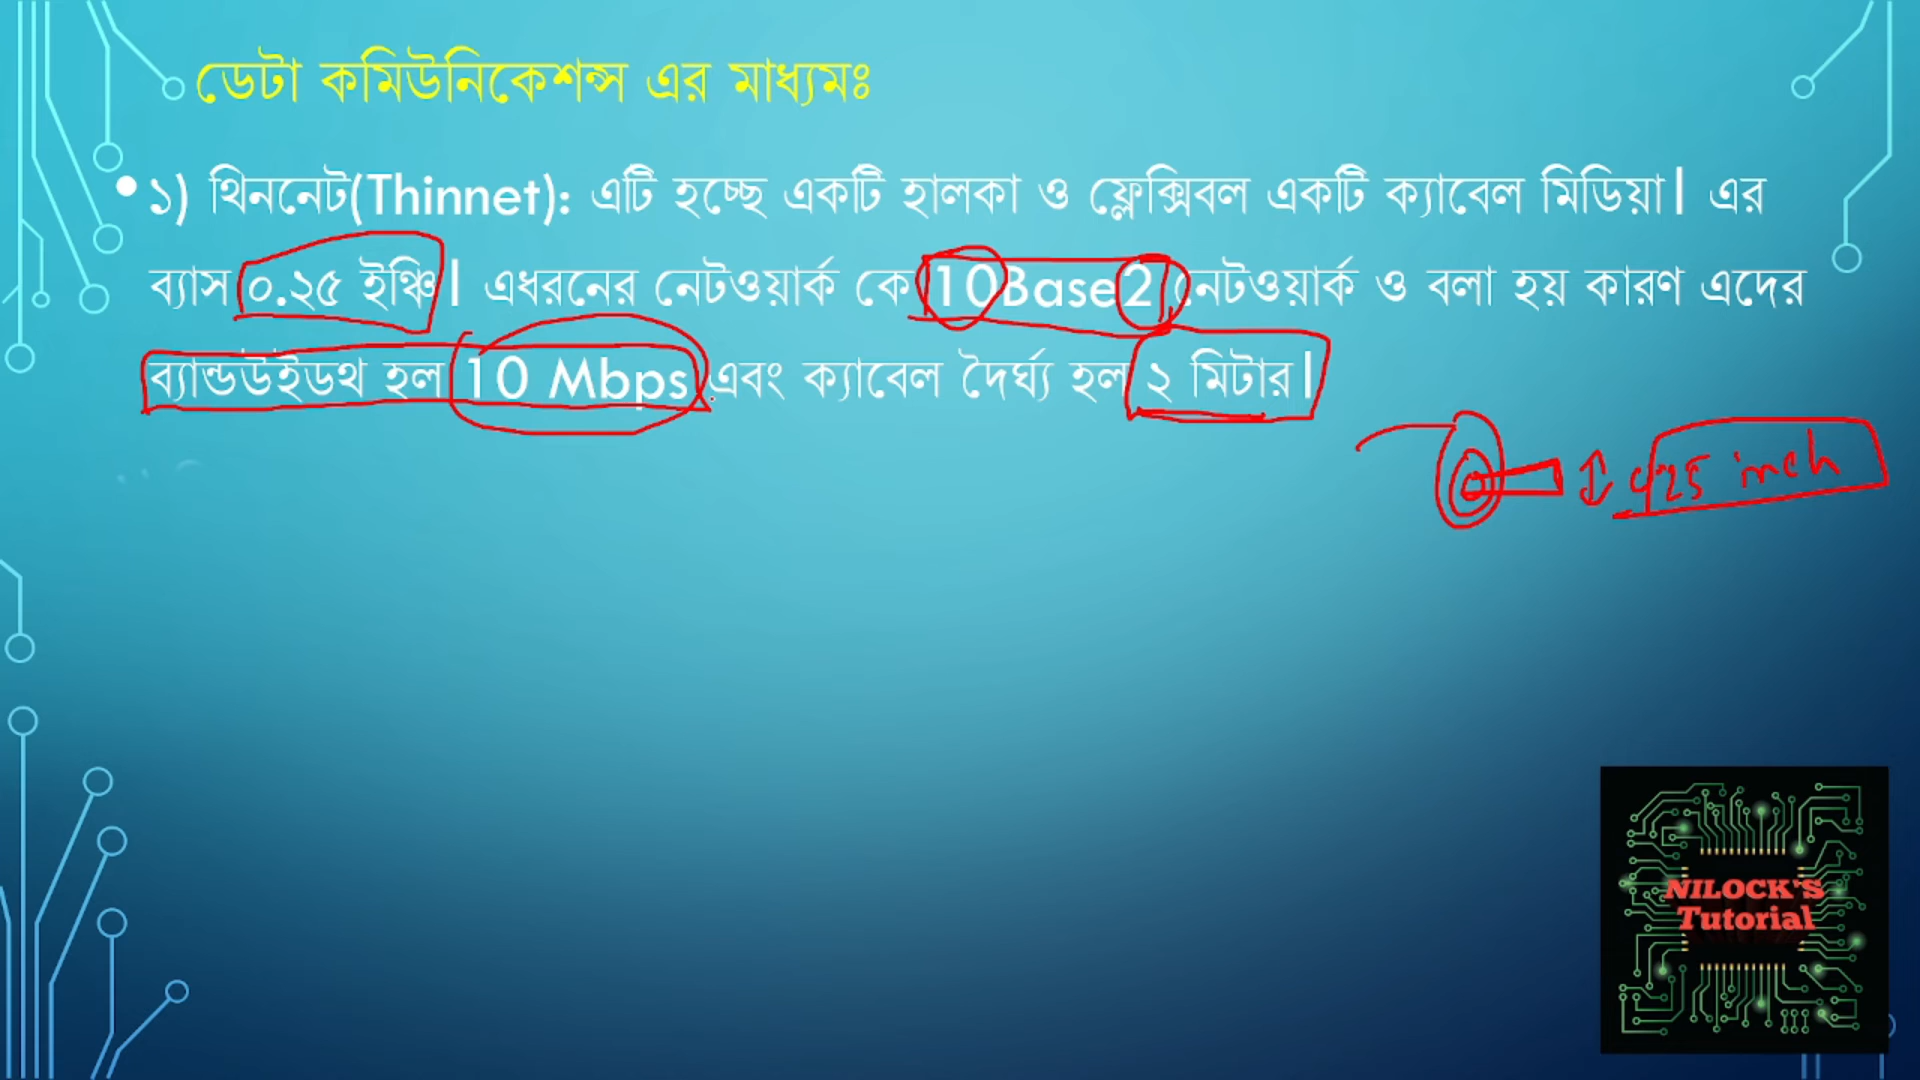 ডেটা কমিউনিকেশন্স এর মাধ্যমঃ
১) থিননেট(Thinnet): এটি হচ্ছে একটি হালকা ও ফ্লেক্সিবল একটি ক্যাবেল মিডিয়া। এর
ব্যাস ০.২৫ ইঞ্চি। এধরনের নেটওয়ার্ক কে 10Base2 নেটওয়ার্ক ও বলা হয় কারণ এদের
ব্যান্ডউইডথ হল 10 Mbps এবং ক্যাবেল দৈর্ঘ্য হল ২ মিটার।
25 inch
NILOCK'S
Tutorial